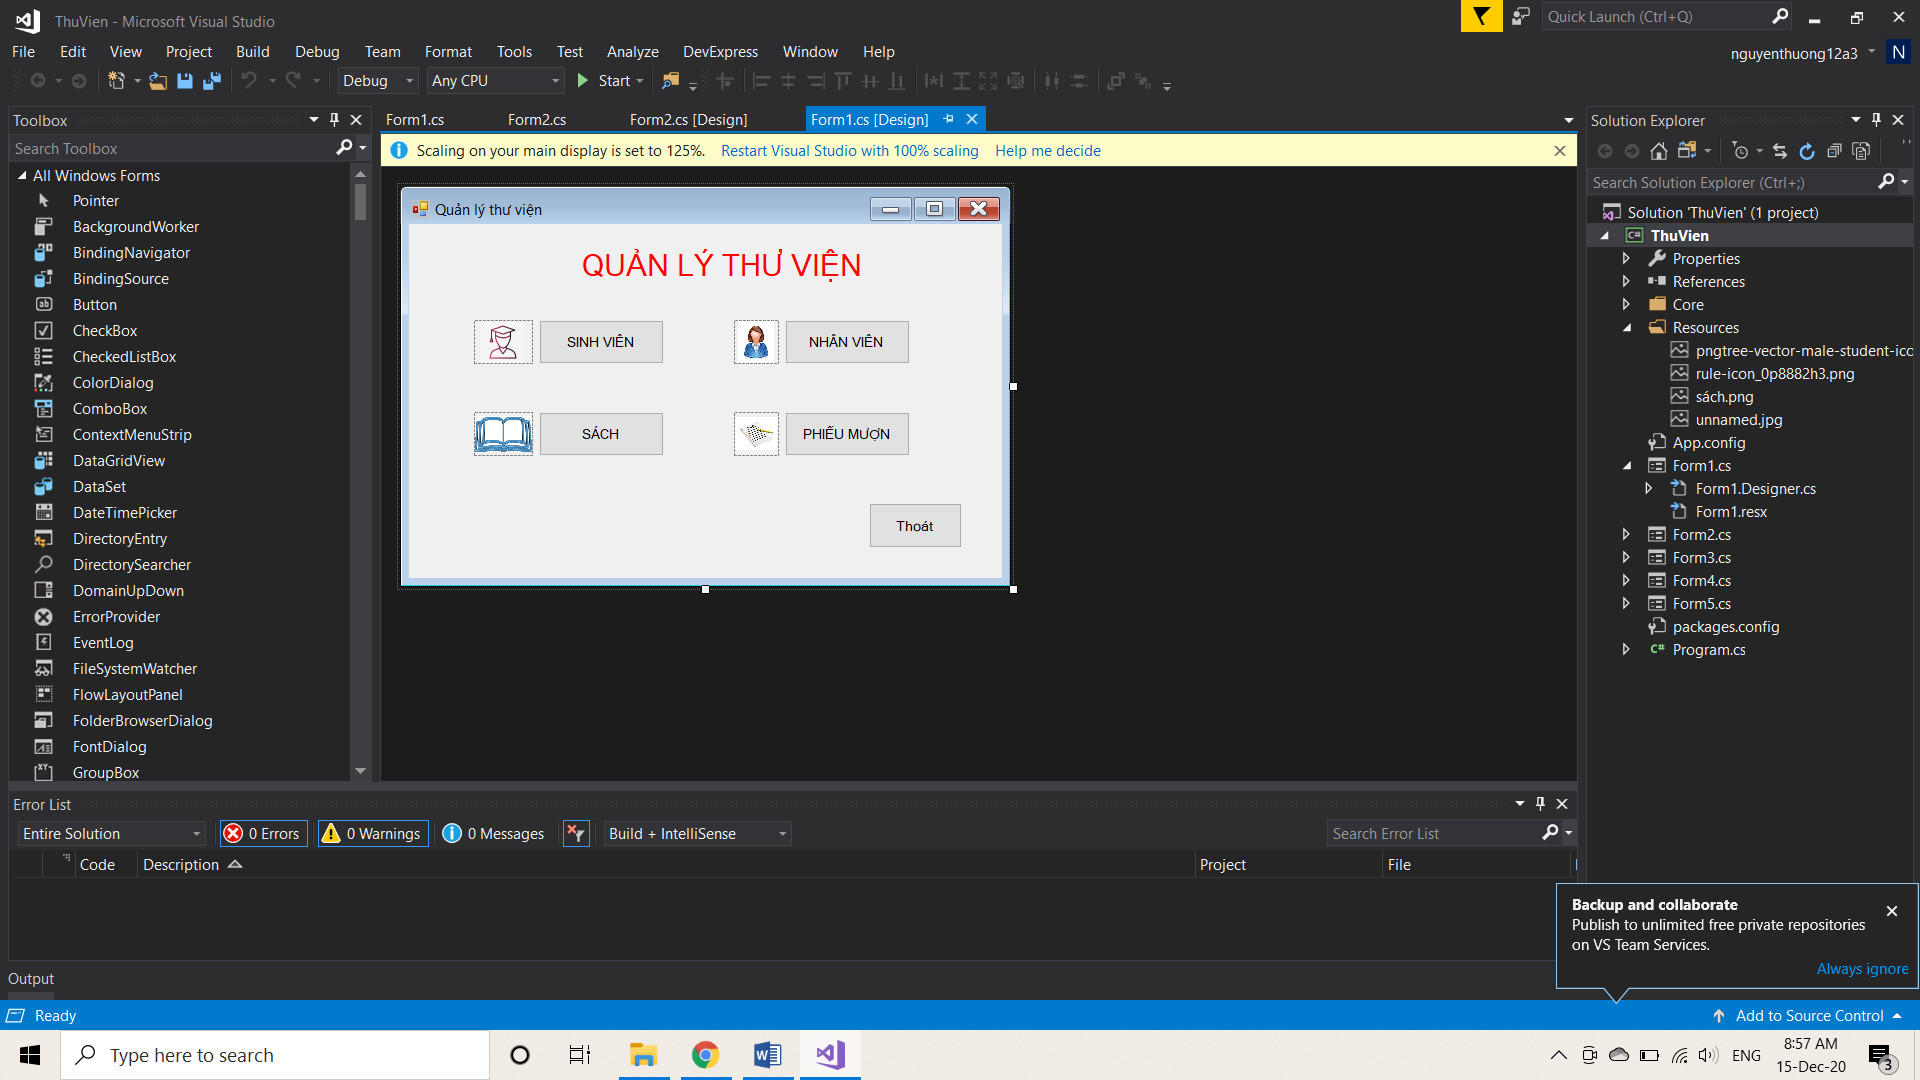 ThuVien - Microsoft Visual Studio
Quick Launch (Ctrl+Q)
File Edit View Project Build Debug Team Format Tools Test Analyze DevExpress Window Help
nguyenthuong12a3 N
Debug Any CPU Start
Toolbox
Search Toolbox
All Windows Forms
Pointer
BackgroundWorker
BindingNavigator
BindingSource
Button
CheckBox
CheckedListBox
ColorDialog
ComboBox
ContextMenuStrip
DataGridView
DataSet
DateTimePicker
DirectoryEntry
DirectorySearcher
DomainUpDown
ErrorProvider
EventLog
FileSystemWatcher
FlowLayoutPanel
FolderBrowserDialog
FontDialog
GroupBox
Form1.cs Form2.cs Form2.cs [Design] Form1.cs [Design]
Scaling on your main display is set to 125%. Restart Visual Studio with 100% scaling Help me decide
Quản lý thư viện
QUẢN LÝ THƯ VIỆN
SINH VIÊN NHÂN VIÊN
SÁCH PHIẾU MƯỢN
Thoát
Solution Explorer
Search Solution Explorer (Ctrl+;)
Solution 'ThuVien' (1 project)
C# ThuVien
Properties
References
Core
Resources
pngtree-vector-male-student-ico
rule-icon_0p8882h3.png
sách.png
unnamed.jpg
App.config
Form1.cs
Form1.Designer.cs
Form1.resx
Form2.cs
Form3.cs
Form4.cs
Form5.cs
packages.config
C# Program.cs
Error List
Entire Solution 0 Errors 0 Warnings 0 Messages Build + IntelliSense Search Error List
Code Description Project File
Backup and collaborate
Publish to unlimited free private repositories
on VS Team Services.
Always ignore
Output
Ready Add to Source Control
Type here to search
ENG
8:57 AM
15-Dec-20
3